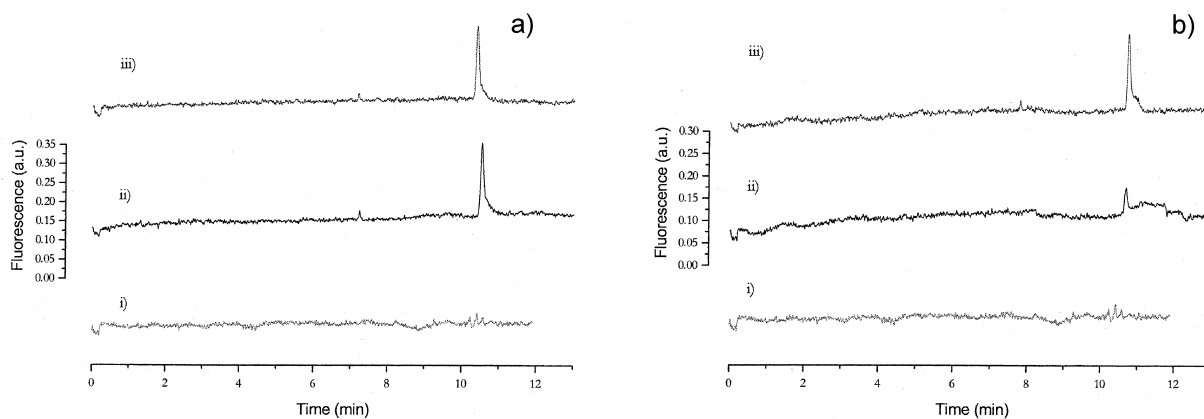 a)
iii)
0.35
0.30
0.25
ii)
0.20
0.15
0.10
0.05
i)
0.00
Fluorescence (a.u.)
0 2 4 6 8 10 12
Time (min)
b)
iii)
0.30
0.25
0.20
ii)
0.15
0.10
0.05
0.00
i)
Fluorescence (a.u.)
0 2 4 6 8 10 12
Time (min)